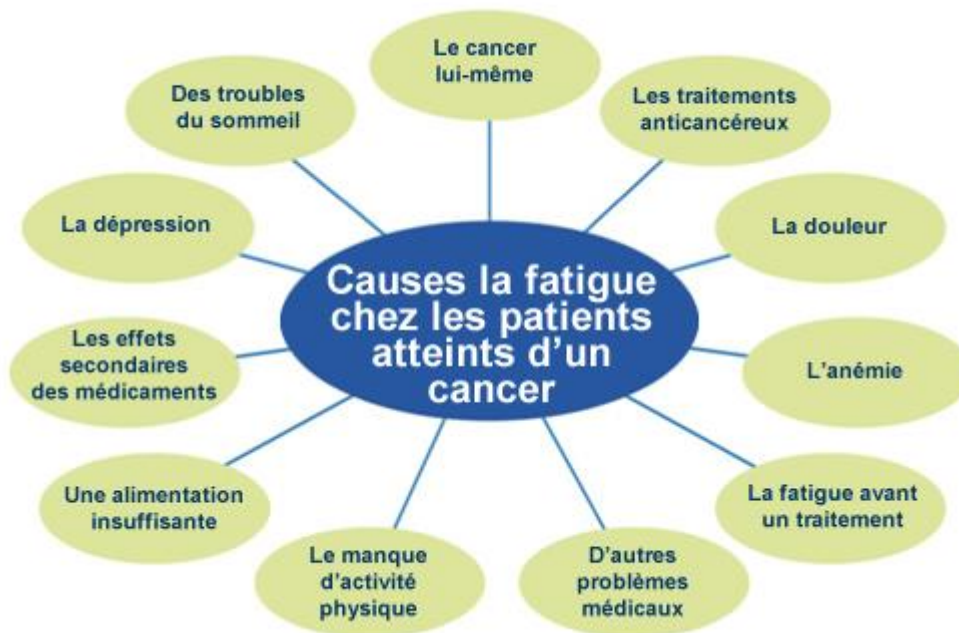 Le cancer
lui-même
Des troubles
du sommeil
Les traitements
anticancéreux
La dépression
La douleur
Causes la fatigue
chez les patients
atteints d'un
cancer
Les effets
secondaires
des médicaments
L'anémie
Une alimentation
insuffisante
La fatigue avant
un traitement
Le manque
d'activité
physique
D'autres
problèmes
médicaux